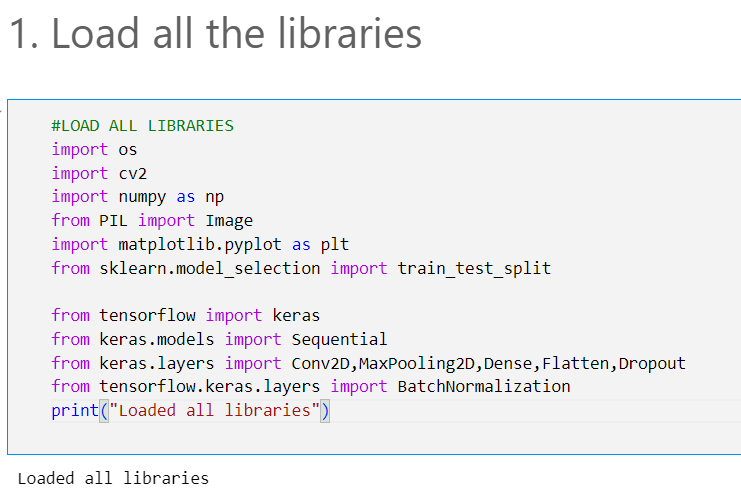 1. Load all the libraries
#LOAD ALL LIBRARIES
import os
import cv2
import numpy as np
from PIL import Image
import matplotlib.pyplot as plt
from sklearn.model_selection import train_test_split
from tensorflow import keras
from keras.models import Sequential
from keras.layers import Conv2D,MaxPooling2D,Dense,Flatten,Dropout
from tensorflow.keras.layers import BatchNormalization
print("Loaded all libraries")
Loaded all libraries